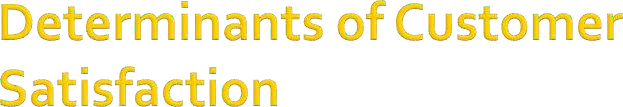 Determinants of Customer
Satisfaction